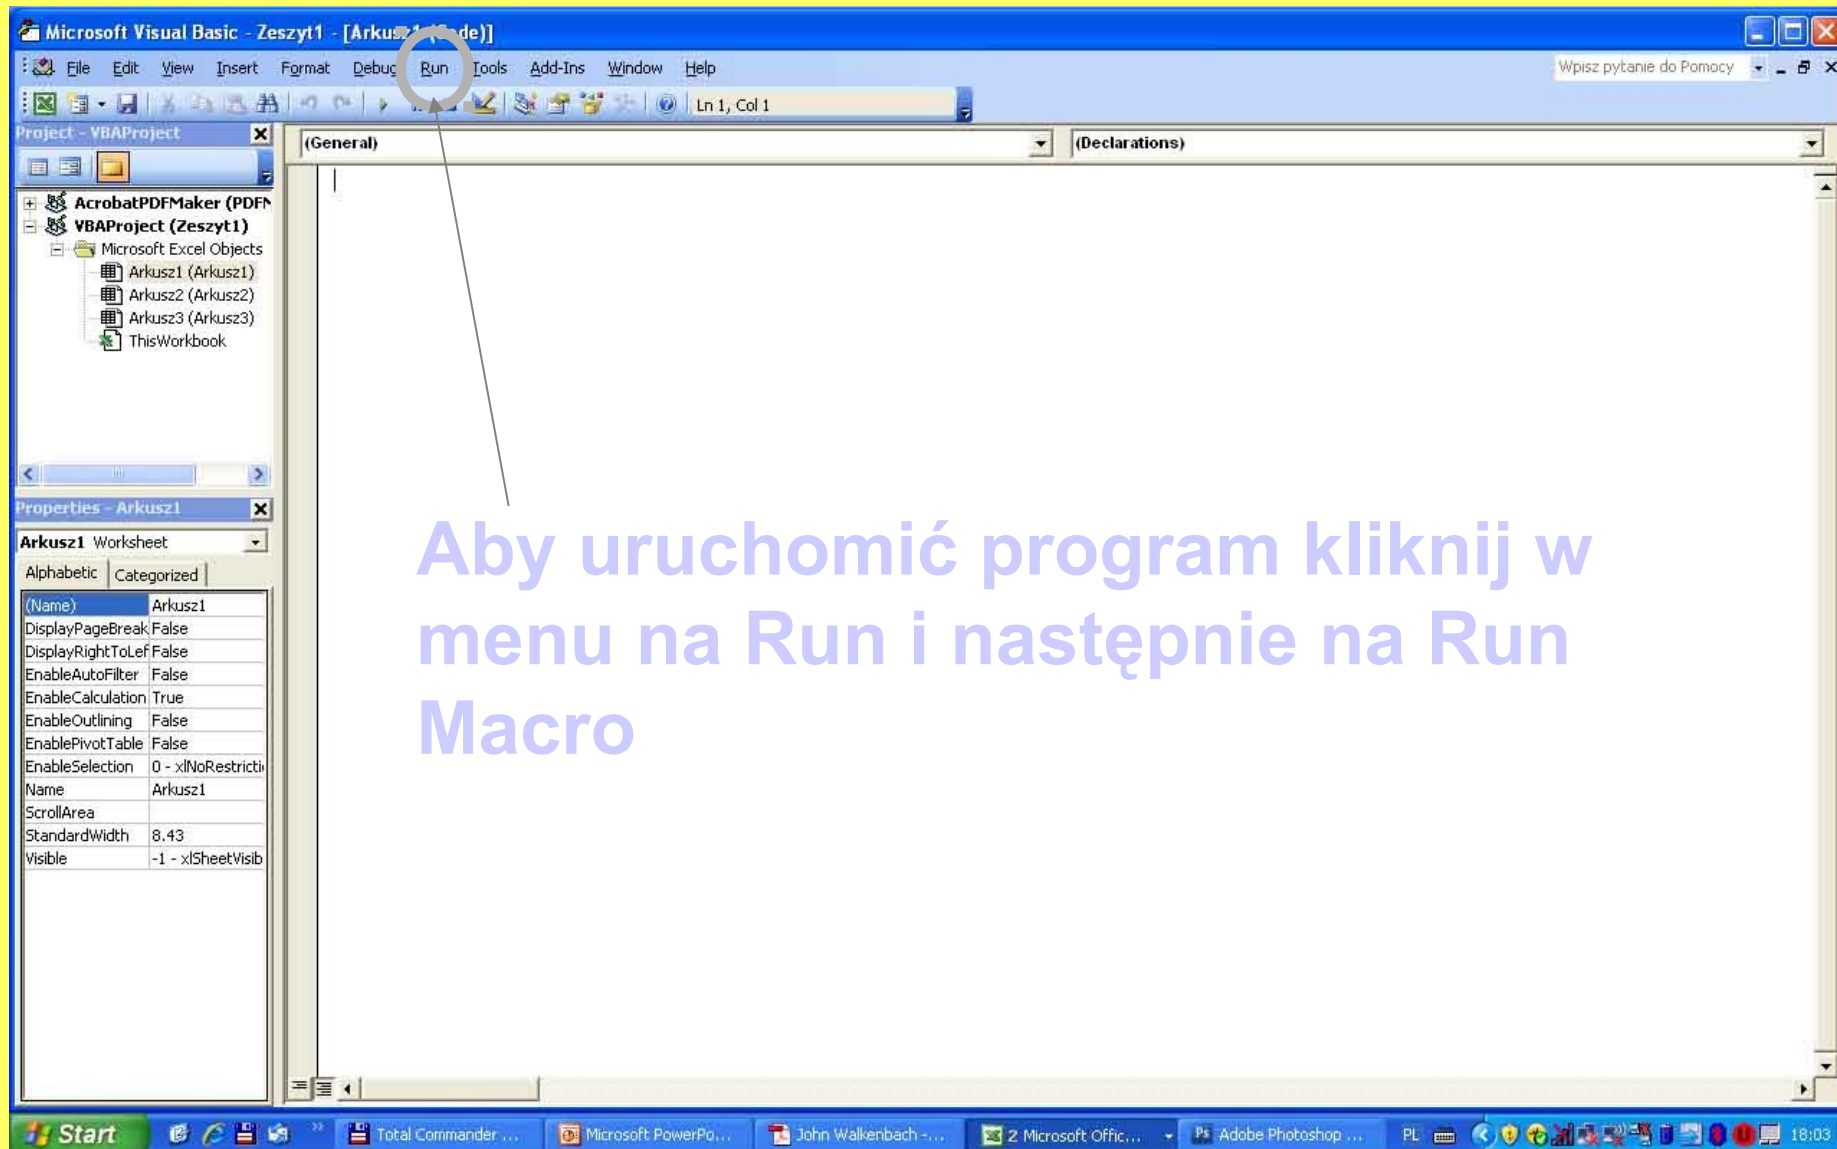 Microsoft Visual Basic - Zeszyt1 - [Arkusz1 (Code)]
File Edit View Insert Format Debug Run Tools Add-Ins Window Help
Wpisz pytanie do Pomocy
Ln 1, Col 1
Project - VBAProject
(General)
(Declarations)
AcrobatPDFMaker (PDFM
VBAProject (Zeszyt1)
Microsoft Excel Objects
Arkusz1 (Arkusz1)
Arkusz2 (Arkusz2)
Arkusz3 (Arkusz3)
ThisWorkbook
Properties - Arkusz1
Arkusz1 Worksheet
Alphabetic Categorized
(Name) Arkusz1
DisplayPageBreak False
DisplayRightToLef False
EnableAutoFilter False
EnableCalculation True
EnableOutlining False
EnablePivotTable False
EnableSelection 0 - xlNoRestricti
Name Arkusz1
ScrollArea
StandardWidth 8.43
Visible -1 - xlSheetVisib
Aby uruchomić program kliknij w
menu na Run i następnie na Run
Macro
Start Total Commander ... Microsoft PowerPo... John Walkenbach -... 2 Microsoft Offic... Adobe Photoshop ... PL 18:03